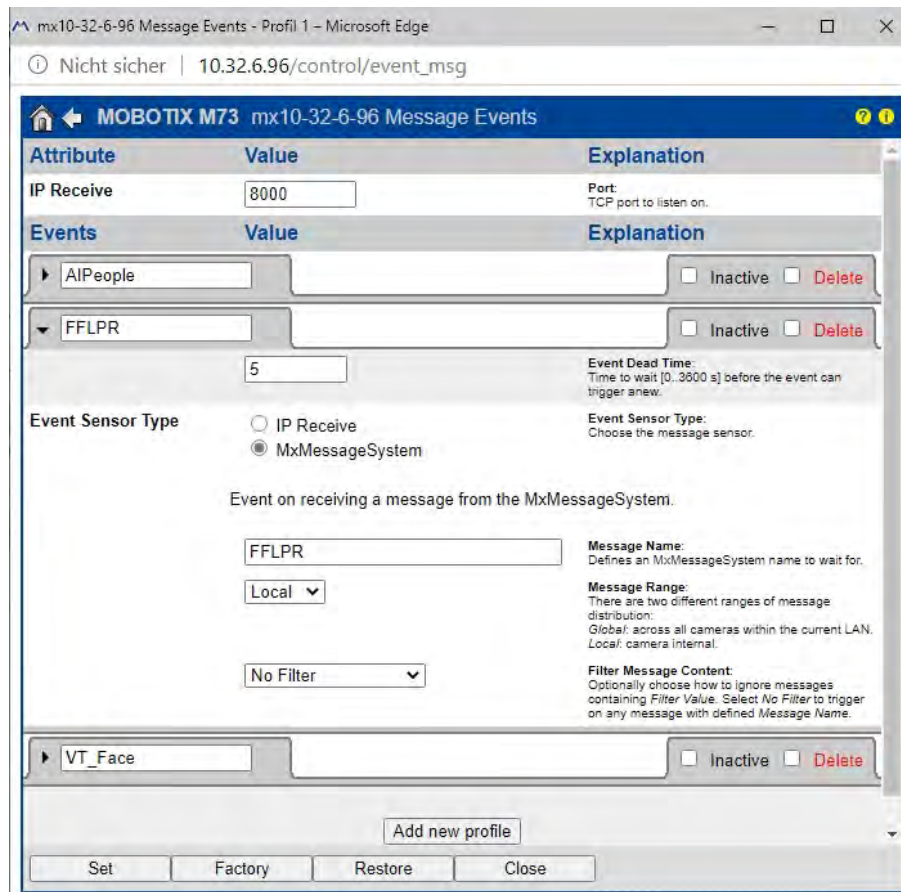 mx10-32-6-96 Message Events - Profil 1 – Microsoft Edge
Nicht sicher | 10.32.6.96/control/event_msg
MOBOTIX M73 mx10-32-6-96 Message Events ? i
Attribute Value Explanation
IP Receive 8000 Port:
TCP port to listen on.
Events Value Explanation
AIPeople Inactive Delete
FFLPR Inactive Delete
5 Event Dead Time:
Time to wait [0..3600 s] before the event can
trigger anew.
Event Sensor Type IP Receive Event Sensor Type:
MxMessageSystem Choose the message sensor.
Event on receiving a message from the MxMessageSystem.
FFLPR Message Name:
Defines an MxMessageSystem name to wait for.
Local Message Range:
There are two different ranges of message
distribution:
Global: across all cameras within the current LAN.
Local: camera internal.
No Filter Filter Message Content:
Optionally choose how to ignore messages
containing Filter Value. Select No Filter to trigger
on any message with defined Message Name.
VT_Face Inactive Delete
Add new profile
Set Factory Restore Close